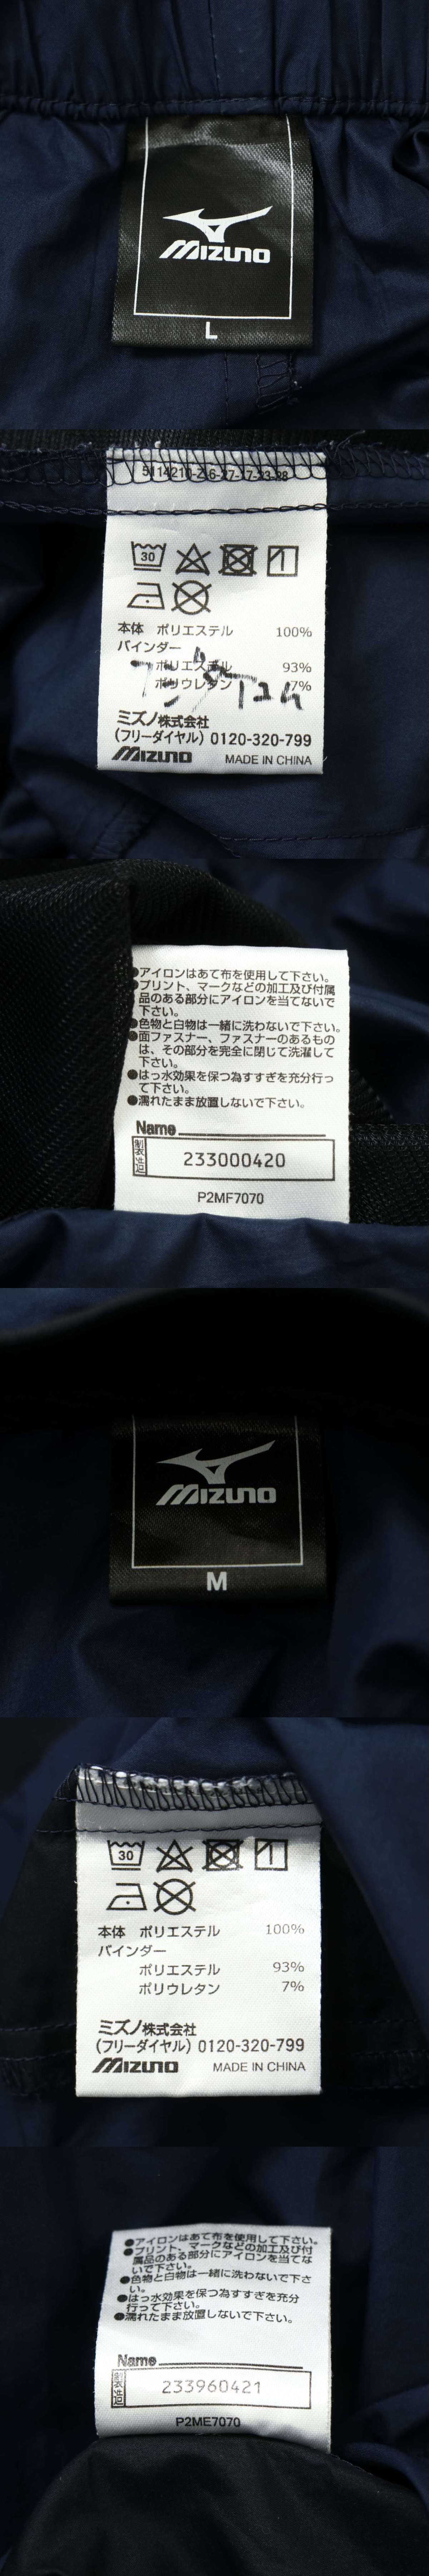 MIZUNO
L
30
本体 ポリエステル 100%
バインダー
ポリエステル 93%
ポリウレタン 7%
ミズノ株式会社
(フリーダイヤル) 0120-320-799
MIZUNO MADE IN CHINA
●アイロンはあて布を使用して下さい。
●プリント、マークなどの加工及び付属
品のある部分にアイロンを当てないで
下さい。
●色物と白物は一緒に洗わないで下さい。
●面ファスナー、ファスナーのあるもの
は、その部分を完全に閉じて洗濯して
下さい。
●はっ水効果を保つ為すすぎを充分行っ
て下さい。
●濡れたまま放置しないで下さい。
Name
製造 233000420
P2MF7070
MIZUNO
M
30
本体 ポリエステル 100%
バインダー
ポリエステル 93%
ポリウレタン 7%
ミズノ株式会社
(フリーダイヤル) 0120-320-799
MIZUNO MADE IN CHINA
●アイロンはあて布を使用して下さい。
●プリント、マークなどの加工及び付
属品のある部分にアイロンを当てな
いで下さい。
●色物と白物は一緒に洗わないで下さ
い。
●はっ水効果を保つ為すすぎを充分
行って下さい。
●濡れたまま放置しないで下さい。
Name
製造 233960421
P2ME7070